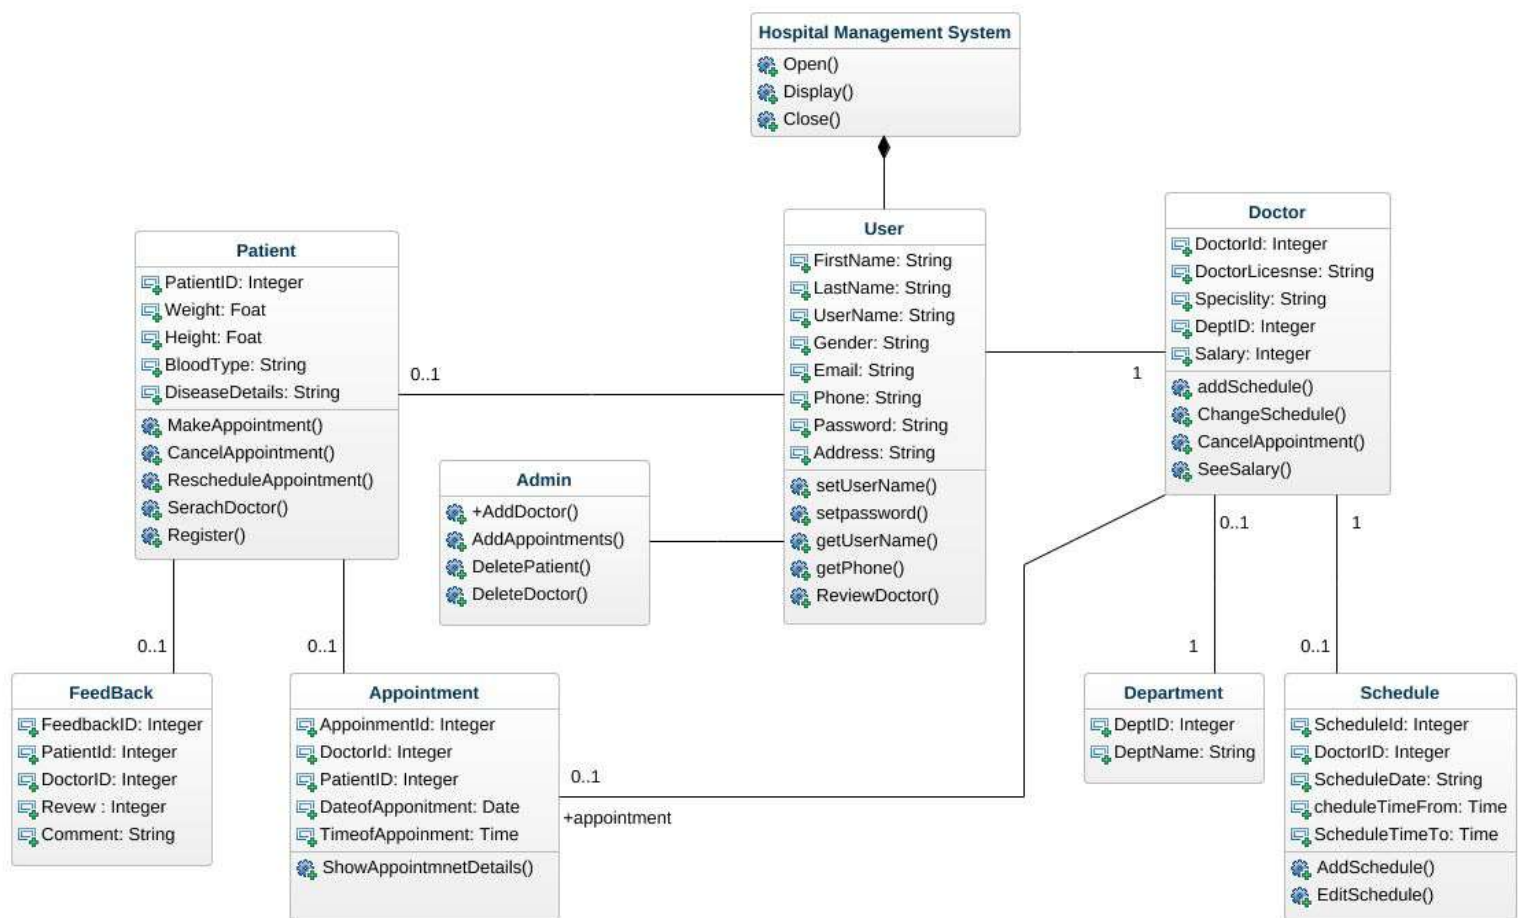 Hospital Management System
Open()
Display()
Close()
Patient
PatientID: Integer
Weight: Foat
Height: Foat
BloodType: String
DiseaseDetails: String
MakeAppointment()
CancelAppointment()
RescheduleAppointment()
SerachDoctor()
Register()
0..1
User
FirstName: String
LastName: String
UserName: String
Gender: String
Email: String
Phone: String
Password: String
Address: String
setUserName()
setpassword()
getUserName()
getPhone()
ReviewDoctor()
1
Doctor
DoctorId: Integer
DoctorLicesnse: String
Specislity: String
DeptID: Integer
Salary: Integer
addSchedule()
ChangeSchedule()
CancelAppointment()
SeeSalary()
Admin
+AddDoctor()
AddAppointments()
DeletePatient()
DeleteDoctor()
0..1
1
0..1
0..1
1
0..1
FeedBack
FeedbackID: Integer
PatientId: Integer
DoctorID: Integer
Revew : Integer
Comment: String
Appointment
AppoinmentId: Integer
DoctorId: Integer
PatientID: Integer
DateofApponitment: Date
TimeofAppoinment: Time
ShowAppointmnetDetails()
0..1
+appointment
Department
DeptID: Integer
DeptName: String
Schedule
ScheduleId: Integer
DoctorID: Integer
ScheduleDate: String
cheduleTimeFrom: Time
ScheduleTimeTo: Time
AddSchedule()
EditSchedule()